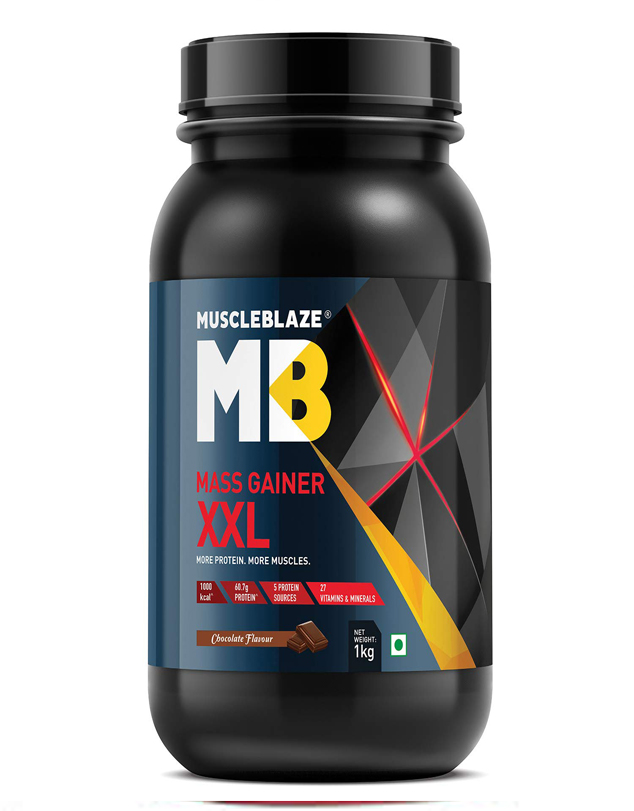 MUSCLEBLAZE®
MB
MASS GAINER
XXL
MORE PROTEIN. MORE MUSCLES.
1000 kcal* 60.7g PROTEIN* 5 PROTEIN SOURCES 27 VITAMINS & MINERALS
Chocolate Flavour
NET
WEIGHT:
1kg